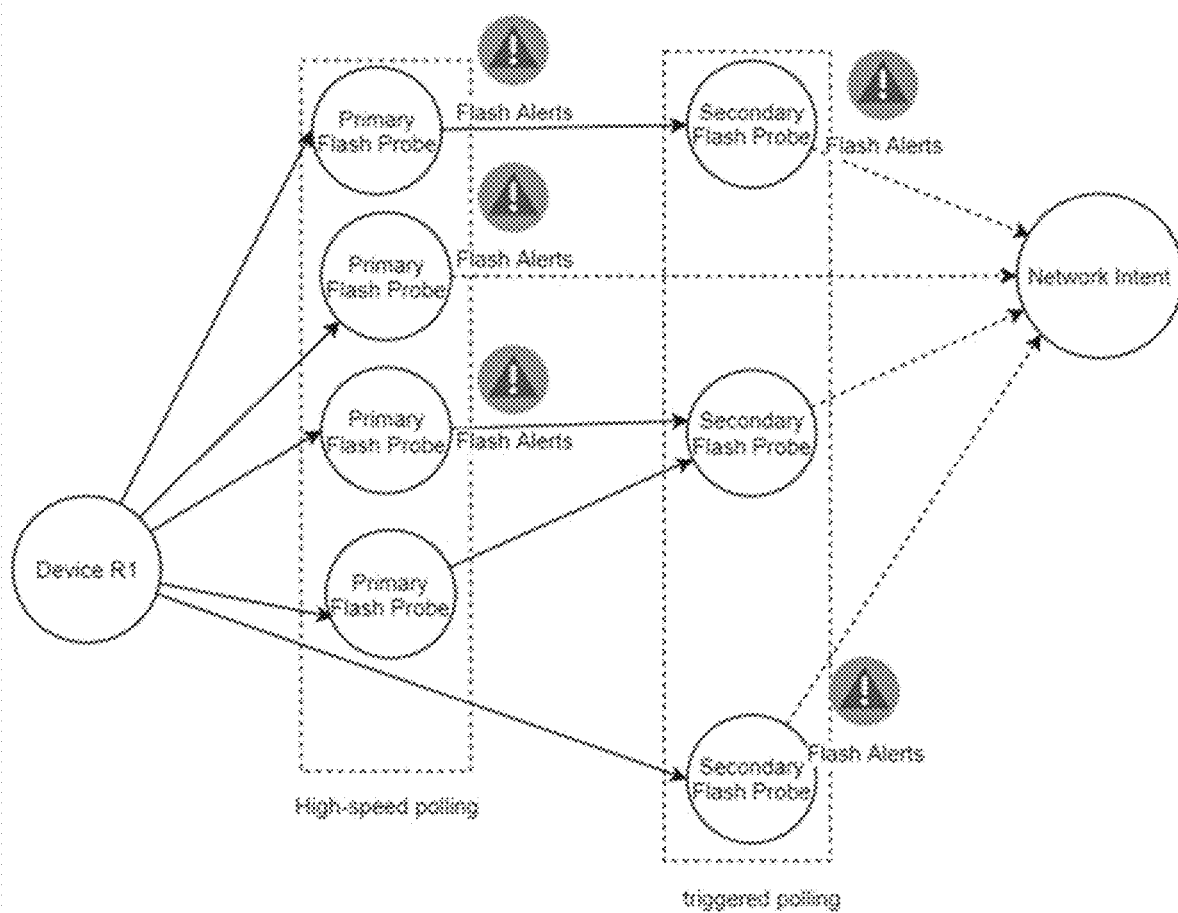 Primary
Flash Probe
Flash Alerts
Secondary
Flash Probe
Flash Alerts
Primary
Flash Probe
Flash Alerts
Network Intent
Primary
Flash Probe
Flash Alerts
Secondary
Flash Probe
Device R1
Primary
Flash Probe
Secondary
Flash Probe
Flash Alerts
High-speed polling
triggered polling